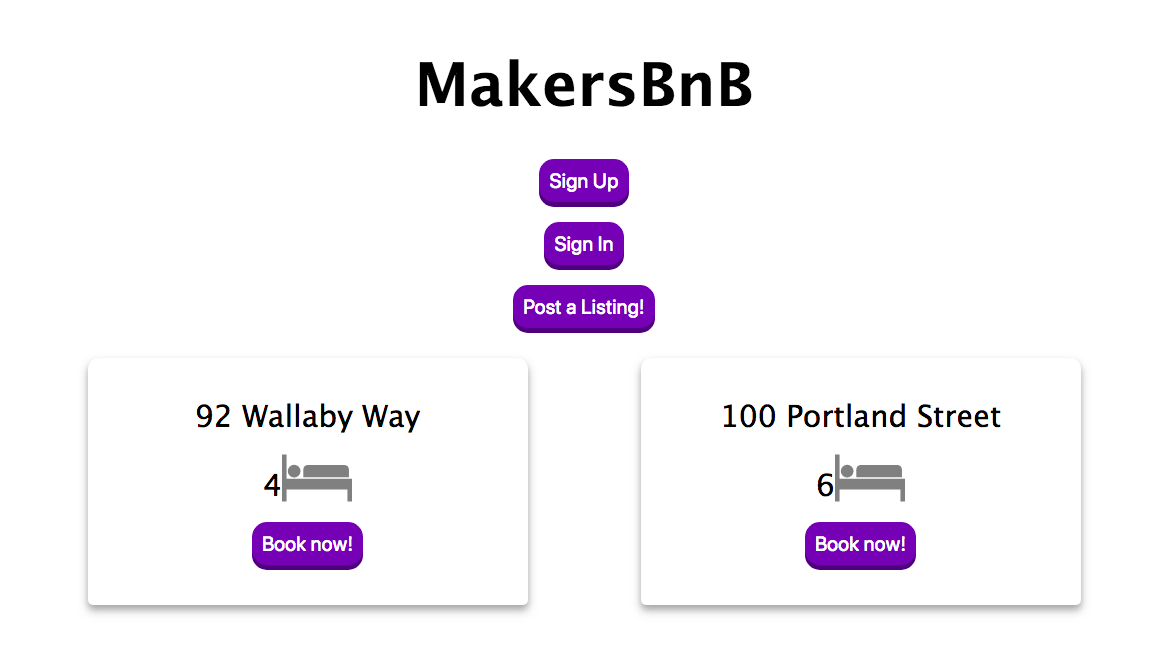 MakersBnB
Sign Up
Sign In
Post a Listing!
92 Wallaby Way
4
Book now!
100 Portland Street
6
Book now!